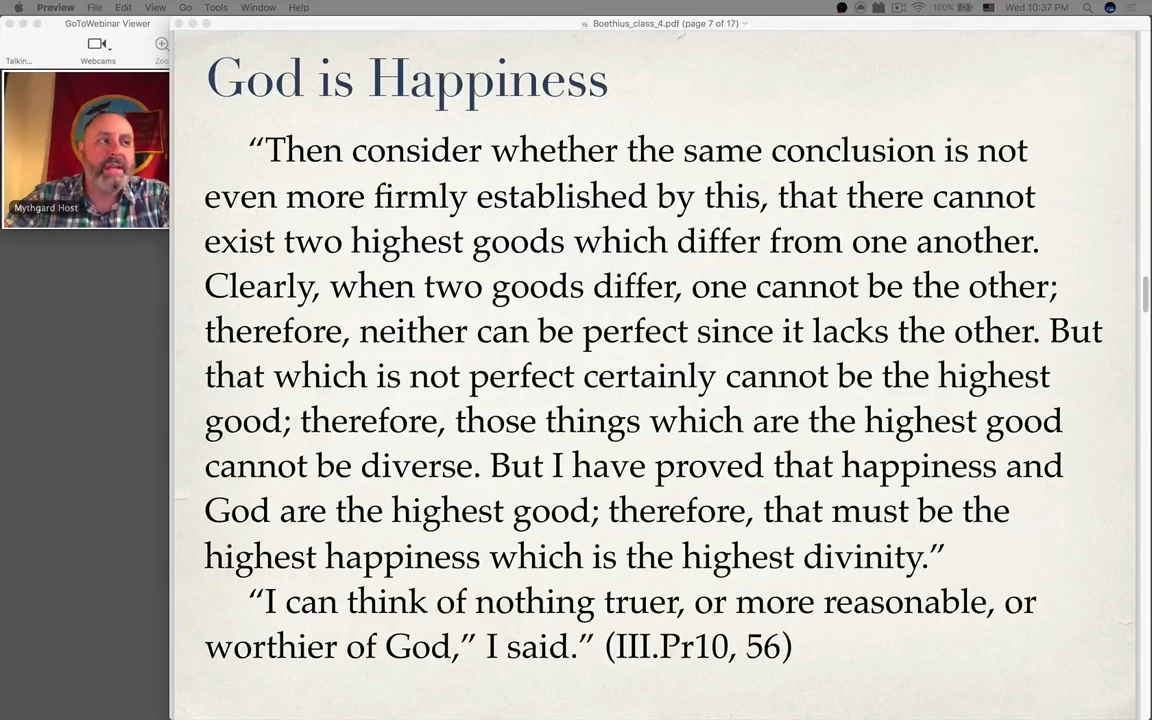 Preview File Edit View Go Tools Window Help 100% Wed 10:37 PM
GoToWebinar Viewer
Boethius_class_4.pdf (page 7 of 17)
Talkin... Webcams Zoo
Mythgard Host
God is Happiness
“Then consider whether the same conclusion is not
even more firmly established by this, that there cannot
exist two highest goods which differ from one another.
Clearly, when two goods differ, one cannot be the other;
therefore, neither can be perfect since it lacks the other. But
that which is not perfect certainly cannot be the highest
good; therefore, those things which are the highest good
cannot be diverse. But I have proved that happiness and
God are the highest good; therefore, that must be the
highest happiness which is the highest divinity.”
“I can think of nothing truer, or more reasonable, or
worthier of God,” I said.” (III.Pr10, 56)